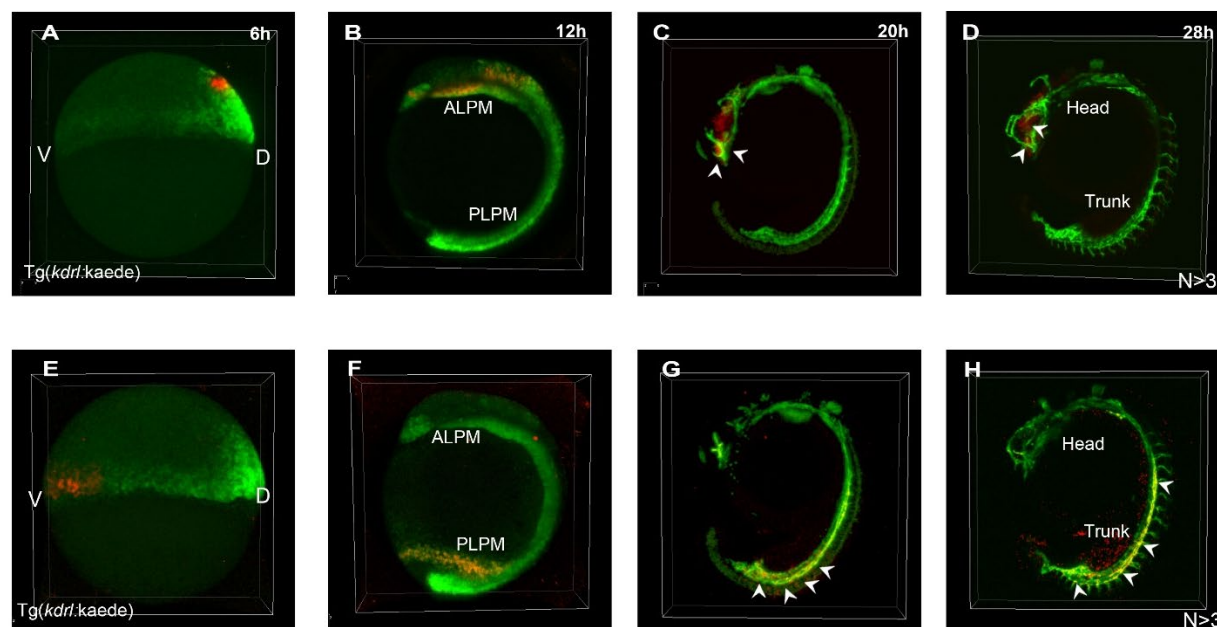 A 6h
V D
Tg(kdrl:kaede)
B 12h
ALPM
PLPM
C 20h
D 28h
Head
Trunk
N>3
E
V D
Tg(kdrl:kaede)
F
ALPM
PLPM
G
H
Head
Trunk
N>3